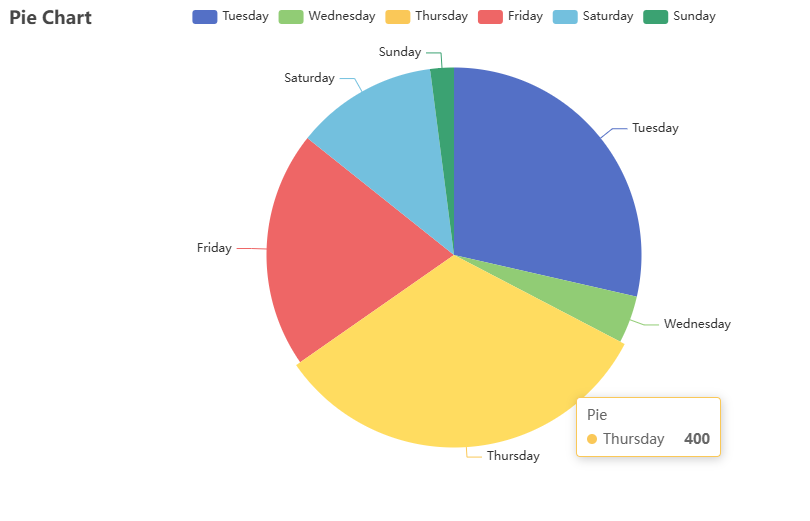 Pie Chart
Tuesday Wednesday Thursday Friday Saturday Sunday
Sunday
Saturday
Tuesday
Friday
Wednesday
Pie
Thursday 400
Thursday